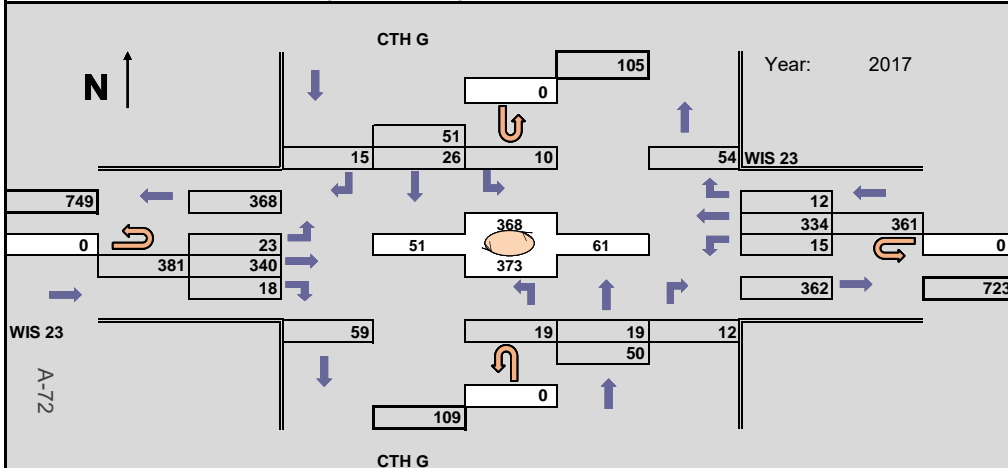 CTH G
105
Year: 2017
N
0
51
15 26 10
54 WIS 23
749 368 12
368
334 361
0 23 51 61 15 0
381 340
373
18 362 723
WIS 23
59 19 19 12
50
A-72
0
109
CTH G